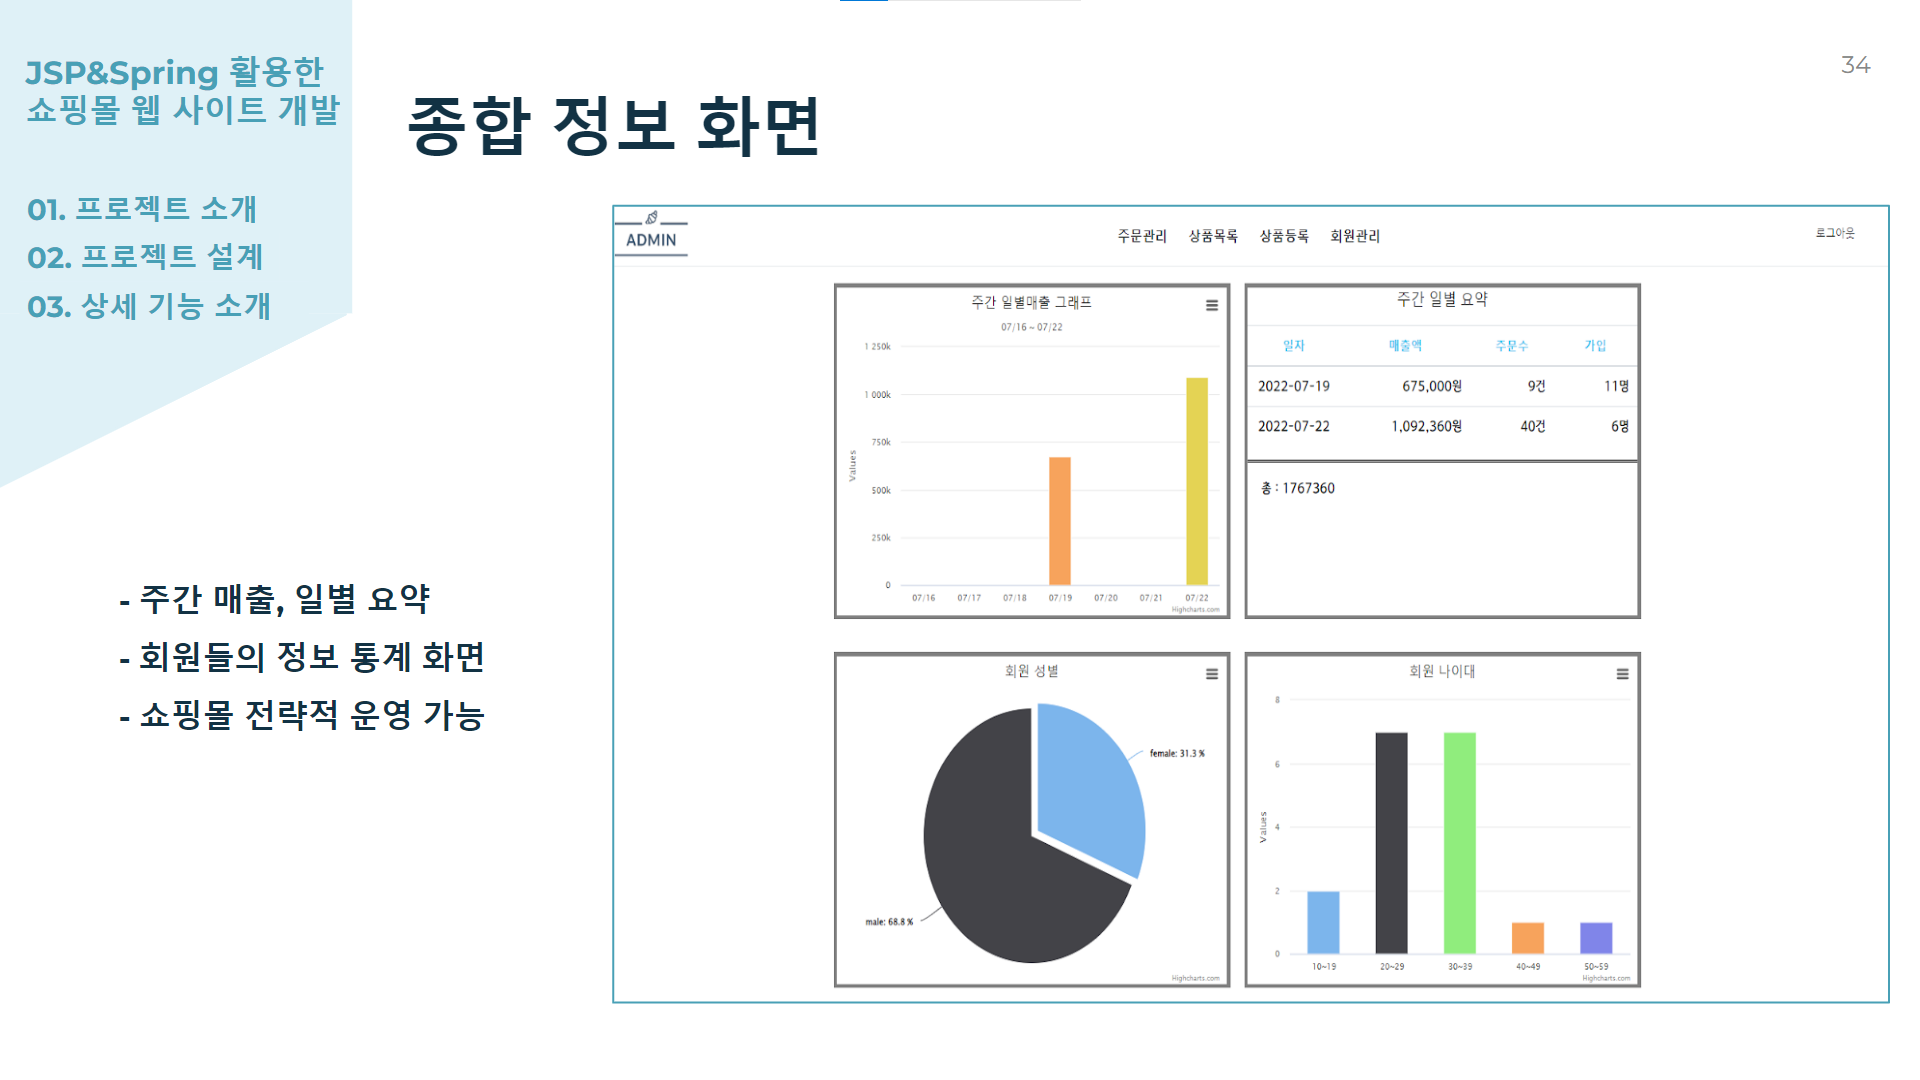 JSP&Spring 활용한
쇼핑몰 웹 사이트 개발
01. 프로젝트 소개
02. 프로젝트 설계
03. 상세 기능 소개
34
종합 정보 화면
- 주간 매출, 일별 요약
- 회원들의 정보 통계 화면
- 쇼핑몰 전략적 운영 가능
ADMIN
주문관리 상품목록 상품등록 회원관리
로그아웃
주간 일별매출 그래프
07/16 ~ 07/22
1 250k
1 000k
750k
500k
250k
0
Values
07/16 07/17 07/18 07/19 07/20 07/21 07/22
Highcharts.com
주간 일별 요약
일자 매출액 주문수 가입
2022-07-19 675,000원 9건 11명
2022-07-22 1,092,360원 40건 6명
총 : 1767360
회원 성별
female: 31.3 %
male: 68.8 %
Highcharts.com
회원 나이대
8
6
4
2
0
Values
10~19 20~29 30~39 40~49 50~59
Highcharts.com